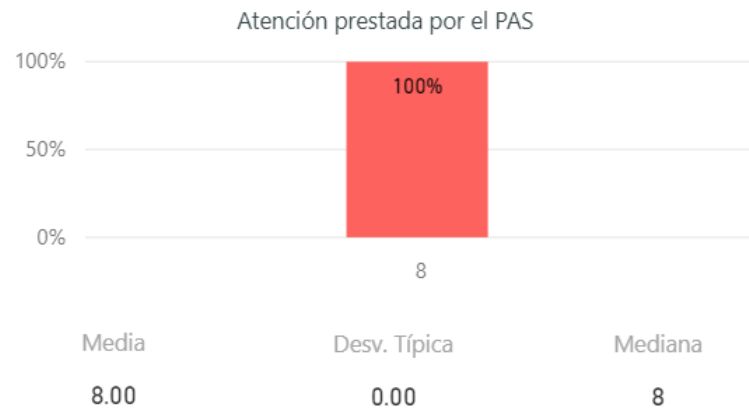 Atención prestada por el PAS
100%
100%
50%
0%
8
Media Desv. Típica Mediana
8.00 0.00 8